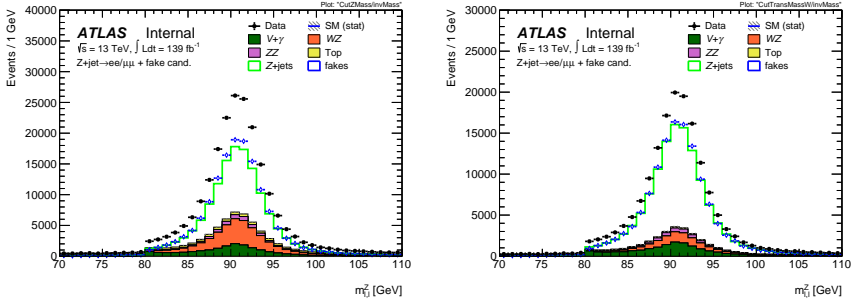 Plot: "CutZMass/invMass"
Events / 1 GeV
40000
35000
30000
25000
20000
15000
10000
5000
0
ATLAS Internal
√s = 13 TeV, ∫ Ldt = 139 fb⁻¹
Z+jet→ee/μμ + fake cand.
Data
SM (stat)
V+γ
WZ
ZZ
Top
Z+jets
fakes
70 75 80 85 90 95 100 105 110
m^Z_{l,l} [GeV]
Plot: "CutTransMassW/invMass"
Events / 1 GeV
30000
25000
20000
15000
10000
5000
0
ATLAS Internal
√s = 13 TeV, ∫ Ldt = 139 fb⁻¹
Z+jet→ee/μμ + fake cand.
Data
SM (stat)
V+γ
WZ
ZZ
Top
Z+jets
fakes
70 75 80 85 90 95 100 105 110
m^Z_{l,l} [GeV]